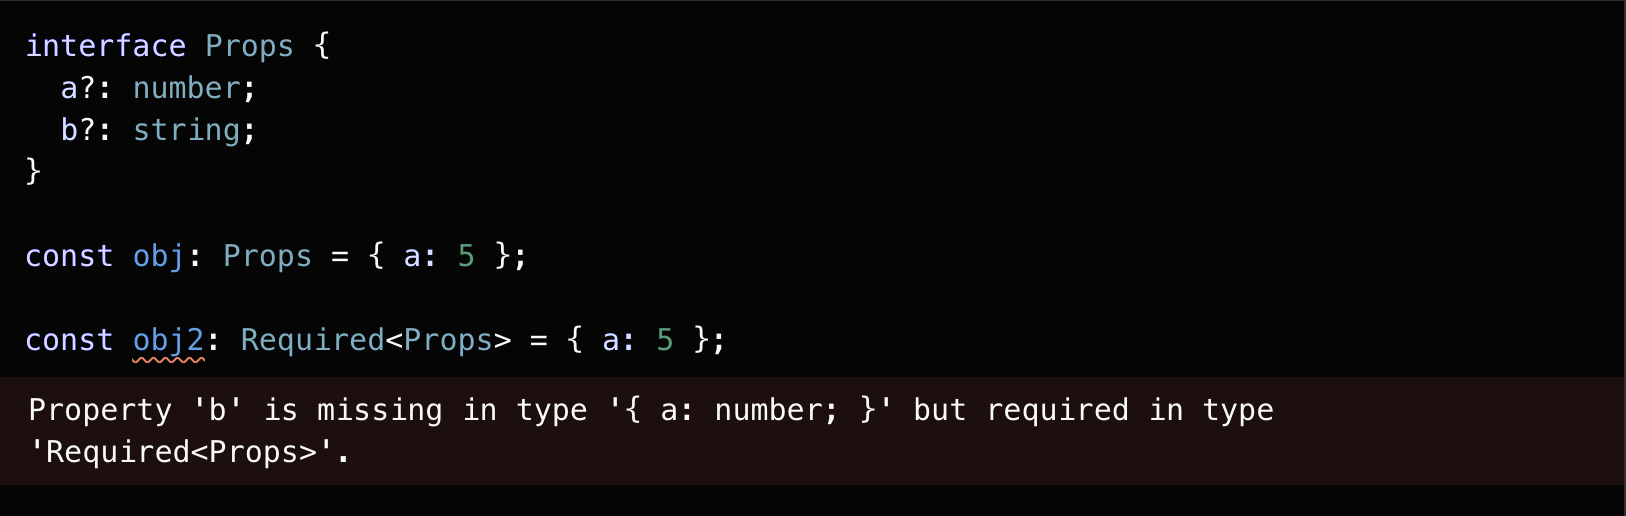 interface Props {
  a?: number;
  b?: string;
}
const obj: Props = { a: 5 };
const obj2: Required<Props> = { a: 5 };
Property 'b' is missing in type '{ a: number; }' but required in type
'Required<Props>'.